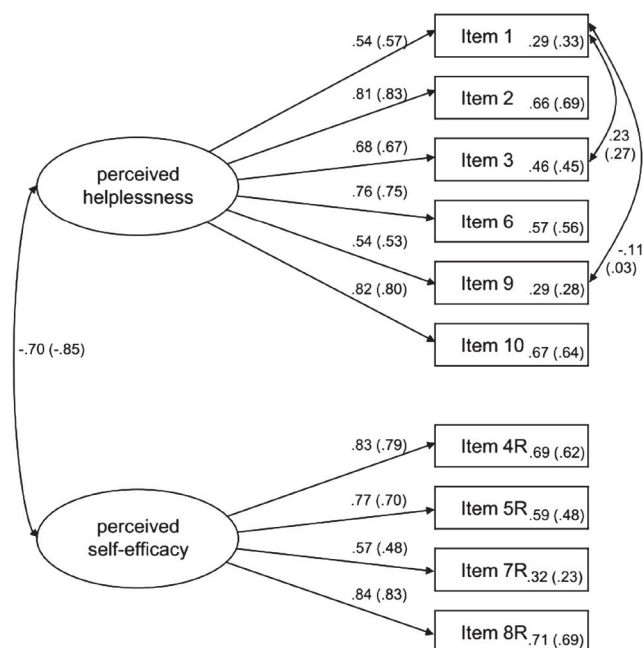 .54 (.57)
Item 1 .29 (.33)
.81 (.83)
Item 2 .66 (.69)
.68 (.67)
Item 3 .46 (.45)
.23
(.27)
perceived
helplessness
.76 (.75)
Item 6 .57 (.56)
.54 (.53)
Item 9 .29 (.28)
-.11
(.03)
.82 (.80)
Item 10 .67 (.64)
-.70 (-.85)
.83 (.79)
Item 4R .69 (.62)
.77 (.70)
Item 5R .59 (.48)
perceived
self-efficacy
.57 (.48)
Item 7R .32 (.23)
.84 (.83)
Item 8R .71 (.69)